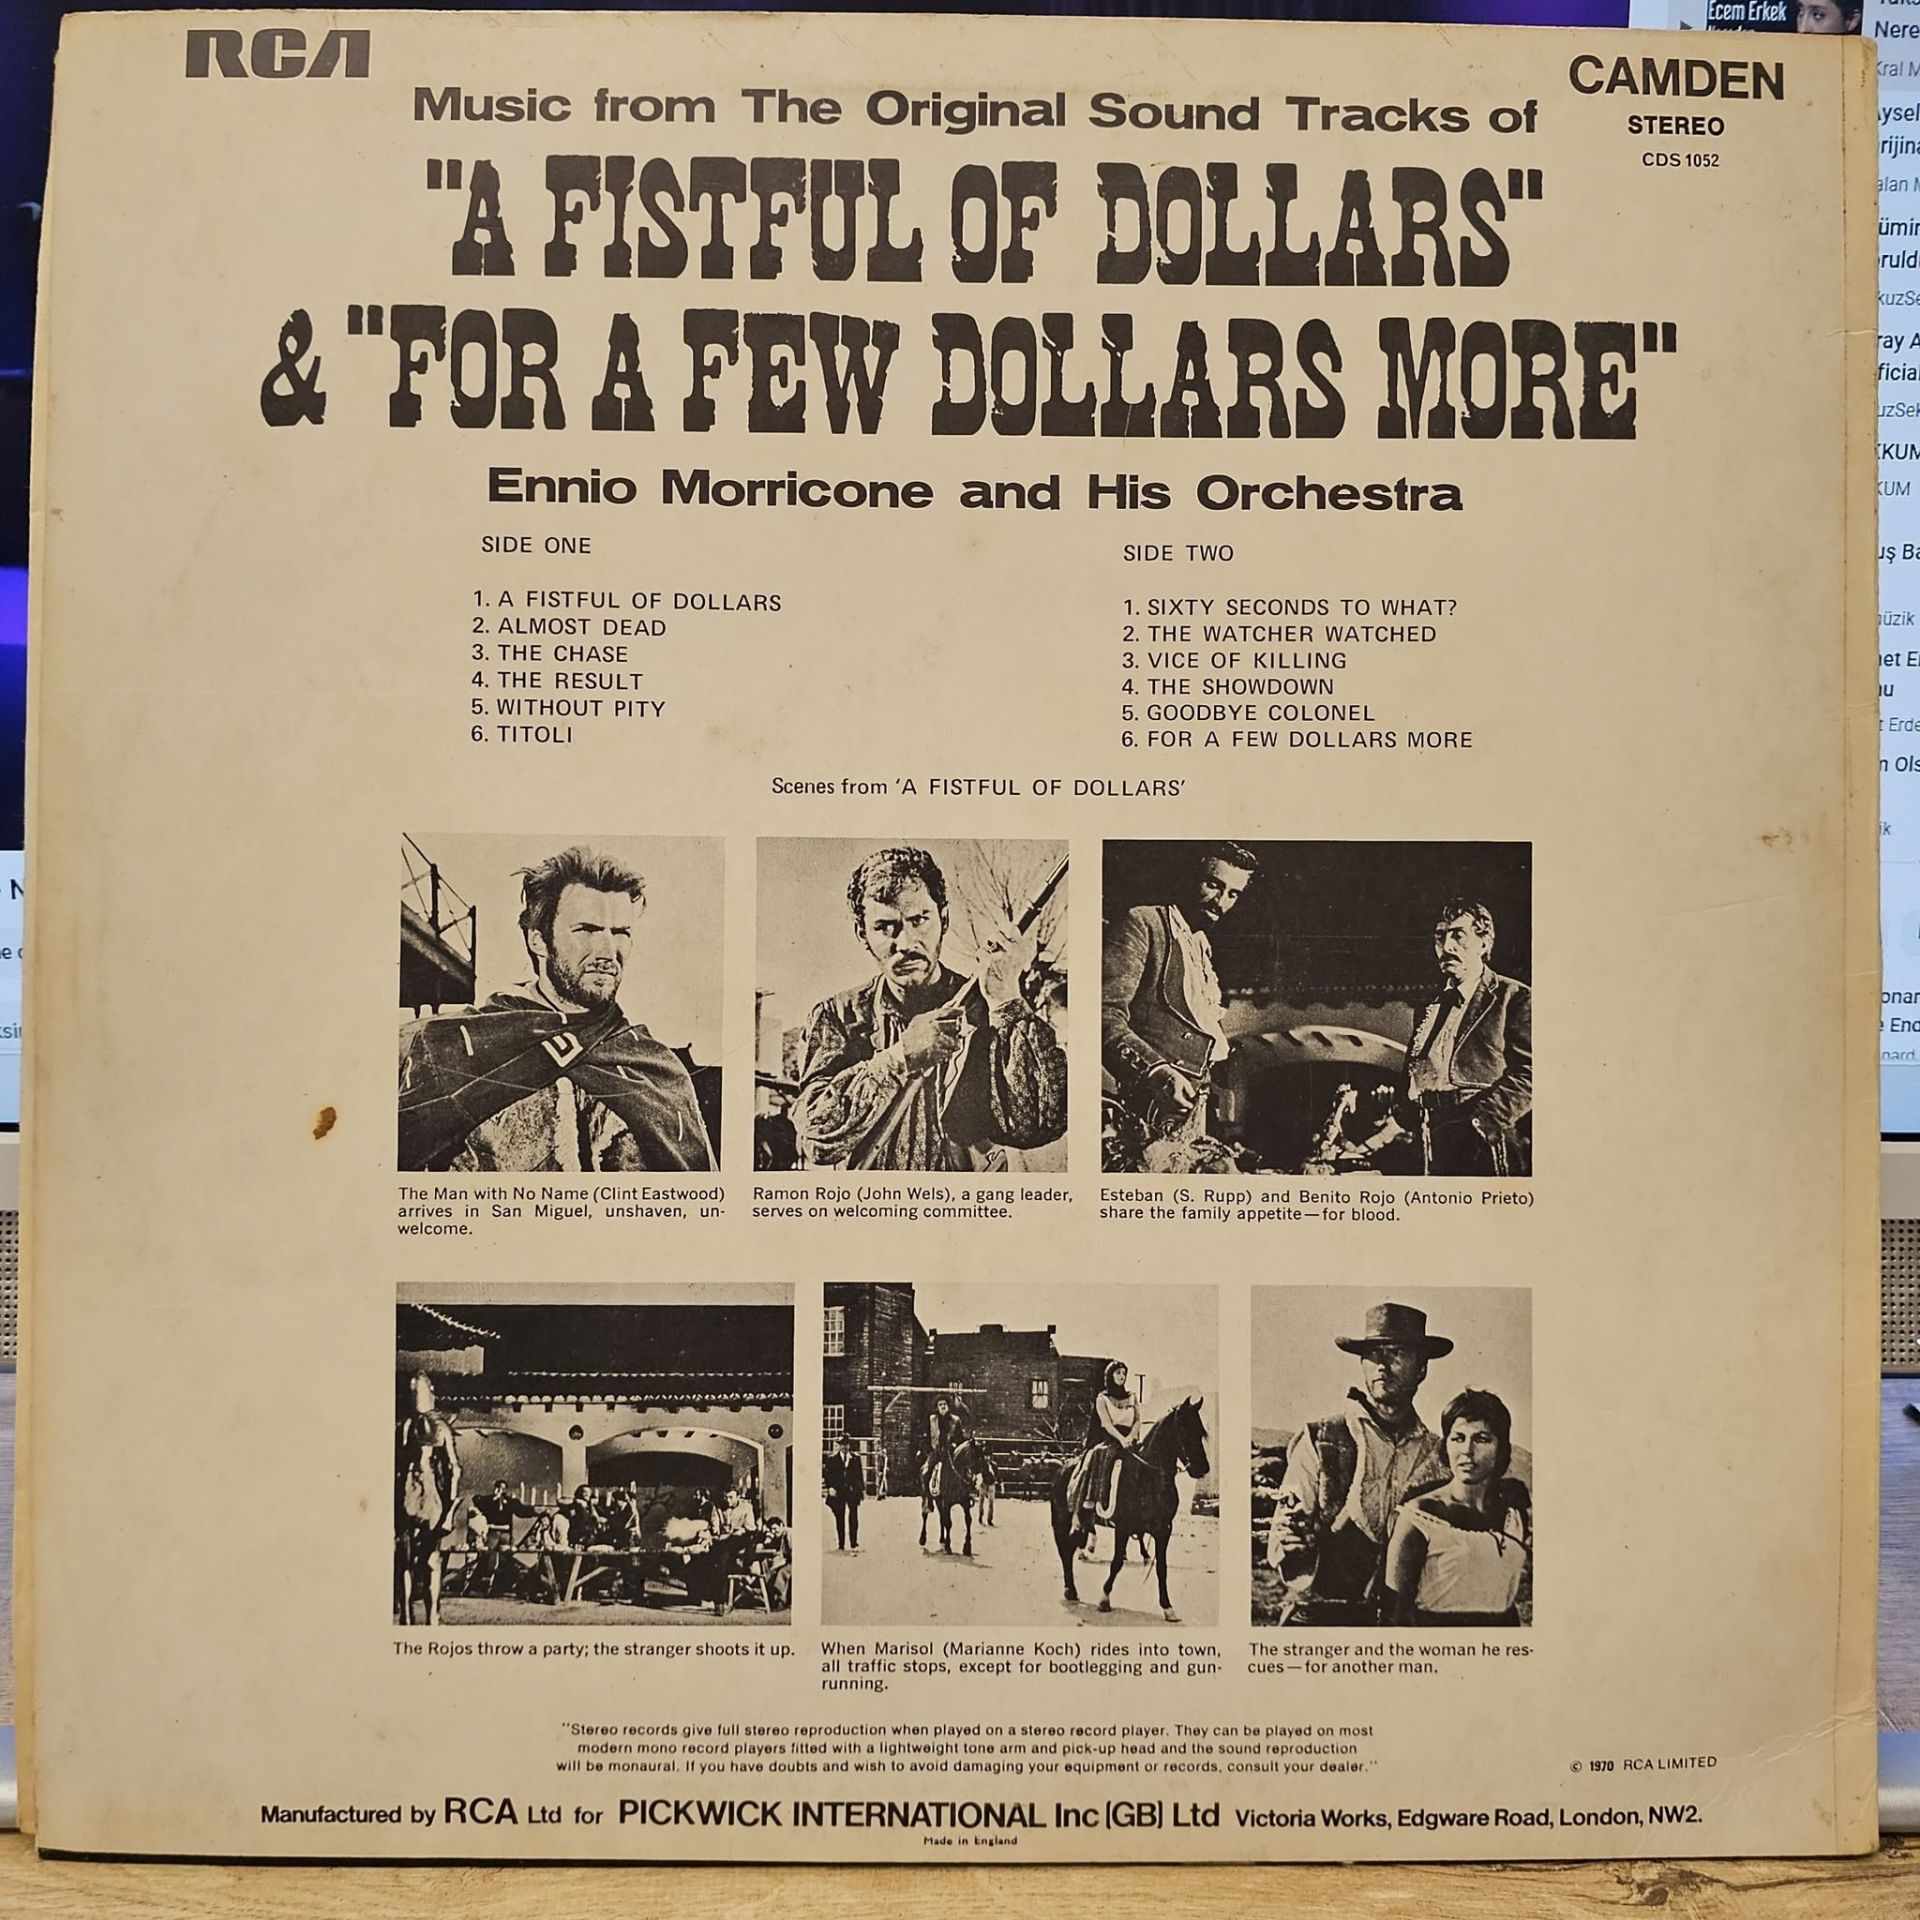 RCA
CAMDEN
STEREO
CDS 1052
Music from The Original Sound Tracks of
"A FISTFUL OF DOLLARS"
& "FOR A FEW DOLLARS MORE"
Ennio Morricone and His Orchestra
SIDE ONE
1. A FISTFUL OF DOLLARS
2. ALMOST DEAD
3. THE CHASE
4. THE RESULT
5. WITHOUT PITY
6. TITOLI
SIDE TWO
1. SIXTY SECONDS TO WHAT?
2. THE WATCHER WATCHED
3. VICE OF KILLING
4. THE SHOWDOWN
5. GOODBYE COLONEL
6. FOR A FEW DOLLARS MORE
Scenes from 'A FISTFUL OF DOLLARS'
The Man with No Name (Clint Eastwood)
arrives in San Miguel, unshaven, un-
welcome.
Ramon Rojo (John Wels), a gang leader,
serves on welcoming committee.
Esteban (S. Rupp) and Benito Rojo (Antonio Prieto)
share the family appetite—for blood.
The Rojos throw a party; the stranger shoots it up.
When Marisol (Marianne Koch) rides into town,
all traffic stops, except for bootlegging and gun-
running.
The stranger and the woman he res-
cues—for another man.
"Stereo records give full stereo reproduction when played on a stereo record player. They can be played on most
modern mono record players fitted with a lightweight tone arm and pick-up head and the sound reproduction
will be monaural. If you have doubts and wish to avoid damaging your equipment or records, consult your dealer."
© 1970 RCA LIMITED
Manufactured by RCA Ltd for PICKWICK INTERNATIONAL Inc (GB) Ltd Victoria Works, Edgware Road, London, NW2.
Made in England
Ecem Erkek